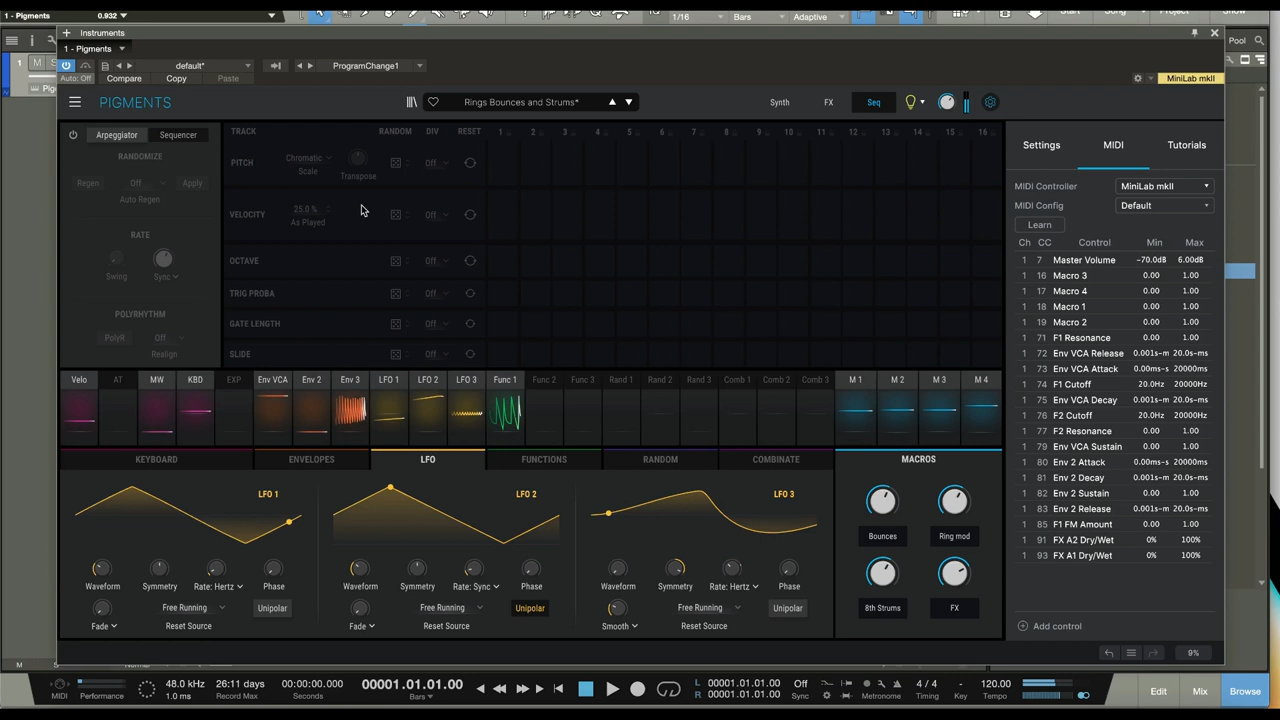 1 - Pigments 0.932 1/16 Bars Adaptive Start Song Project Show
Instruments
1 - Pigments
Pool
1 M
default* ProgramChange1
Auto: Off Compare Copy Paste MiniLab mkII
PIGMENTS Rings Bounces and Strums* Synth FX Seq
Settings MIDI Tutorials
Arpeggiator Sequencer TRACK RANDOM DIV RESET 1 2 3 4 5 6 7 8 9 10 11 12 13 14 15 16
RANDOMIZE
Regen Off Apply
Auto Regen
RATE
Swing Sync
POLYRHYTHM
PolyR Off
Realign
PITCH Chromatic Off
Scale Transpose
VELOCITY 25.0 % Off
As Played
OCTAVE Off
TRIG PROBA Off
GATE LENGTH Off
SLIDE Off
MIDI Controller MiniLab mkII
MIDI Config Default
Learn
Ch CC Control Min Max
1 7 Master Volume -70.0dB 6.00dB
1 16 Macro 3 0.00 1.00
1 17 Macro 4 0.00 1.00
1 18 Macro 1 0.00 1.00
1 19 Macro 2 0.00 1.00
1 71 F1 Resonance 0.00 1.00
1 72 Env VCA Release 0.001s-m 20.0s-ms
1 73 Env VCA Attack 0.00ms-m 20.0s-ms
1 74 F1 Cutoff 20.0Hz 20000Hz
1 75 Env VCA Decay 0.001s-m 20.0s-ms
1 76 F2 Cutoff 20.0Hz 20000Hz
1 77 F2 Resonance 0.00 1.00
1 79 Env VCA Sustain 0.00 1.00
1 80 Env 2 Attack 0.00ms-m 20.0s-ms
1 81 Env 2 Decay 0.001s-m 20.0s-ms
1 82 Env 2 Sustain 0.00 1.00
1 83 Env 2 Release 0.001s-m 20.0s-ms
1 85 F1 FM Amount 0.00 1.00
1 91 FX A2 Dry/Wet 0% 100%
1 93 FX A1 Dry/Wet 0% 100%
Add control
9%
Velo AT MW KBD EXP Env VCA Env 2 Env 3 LFO 1 LFO 2 LFO 3 Func 1 Func 2 Func 3 Rand 1 Rand 2 Rand 3 Comb 1 Comb 2 Comb 3 M 1 M 2 M 3 M 4
KEYBOARD ENVELOPES LFO FUNCTIONS RANDOM COMBINATE MACROS
LFO 1 LFO 2 LFO 3
Waveform Symmetry Rate: Hertz Phase Waveform Symmetry Rate: Sync Phase Waveform Symmetry Rate: Hertz Phase
Free Running Unipolar Free Running Unipolar Free Running Unipolar
Fade Reset Source Fade Reset Source Smooth Reset Source
Bounces Ring mod
8th Strums FX
M
MIDI Performance 48.0 kHz 1.0 ms 26:11 days Record Max 00:00:00.000 Seconds 00001.01.01.00 Bars
L 00001.01.01.00
R 00001.01.01.00
Off Sync Metronome 4 / 4 Timing - Key 120.00 Tempo Edit Mix Browse